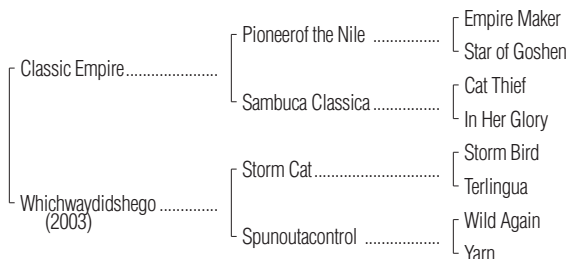 Empire Maker
Pioneerof the Nile ................
Star of Goshen
Classic Empire......................
Cat Thief
Sambuca Classica................
In Her Glory
Storm Bird
Storm Cat..............................
Terlingua
Whichwaydidshego ..............
(2003)
Wild Again
Spunoutacontrol ..................
Yarn